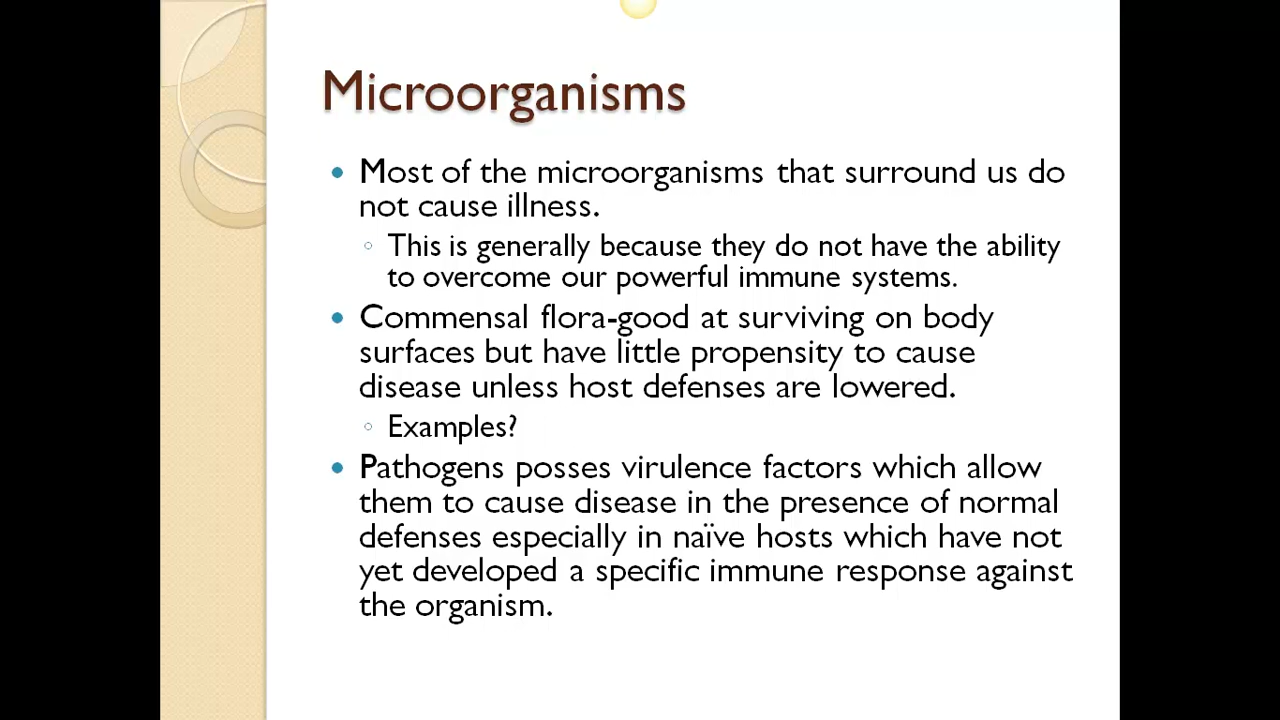 Microorganisms
• Most of the microorganisms that surround us do
not cause illness.
◦ This is generally because they do not have the ability
to overcome our powerful immune systems.
• Commensal flora-good at surviving on body
surfaces but have little propensity to cause
disease unless host defenses are lowered.
◦ Examples?
• Pathogens posses virulence factors which allow
them to cause disease in the presence of normal
defenses especially in naïve hosts which have not
yet developed a specific immune response against
the organism.